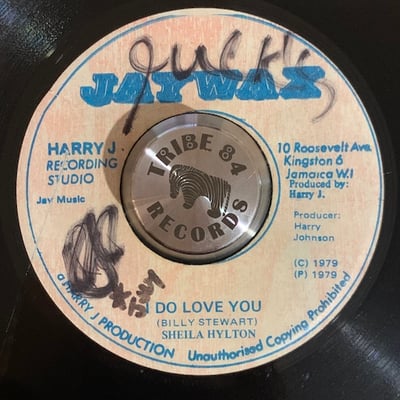 JAYWAX
HARRY J
RECORDING
STUDIO
Jay Music
TRIBE 84
RECORDS
10 Roosevelt Ave.
Kingston 6
Jamaica W.I
Produced by:
Harry J.
Producer:
Harry
Johnson
(C) 1979
(P) 1979
I DO LOVE YOU
(BILLY STEWART)
SHEILA HYLTON
a HARRY J PRODUCTION
Unauthorised Copying Prohibited